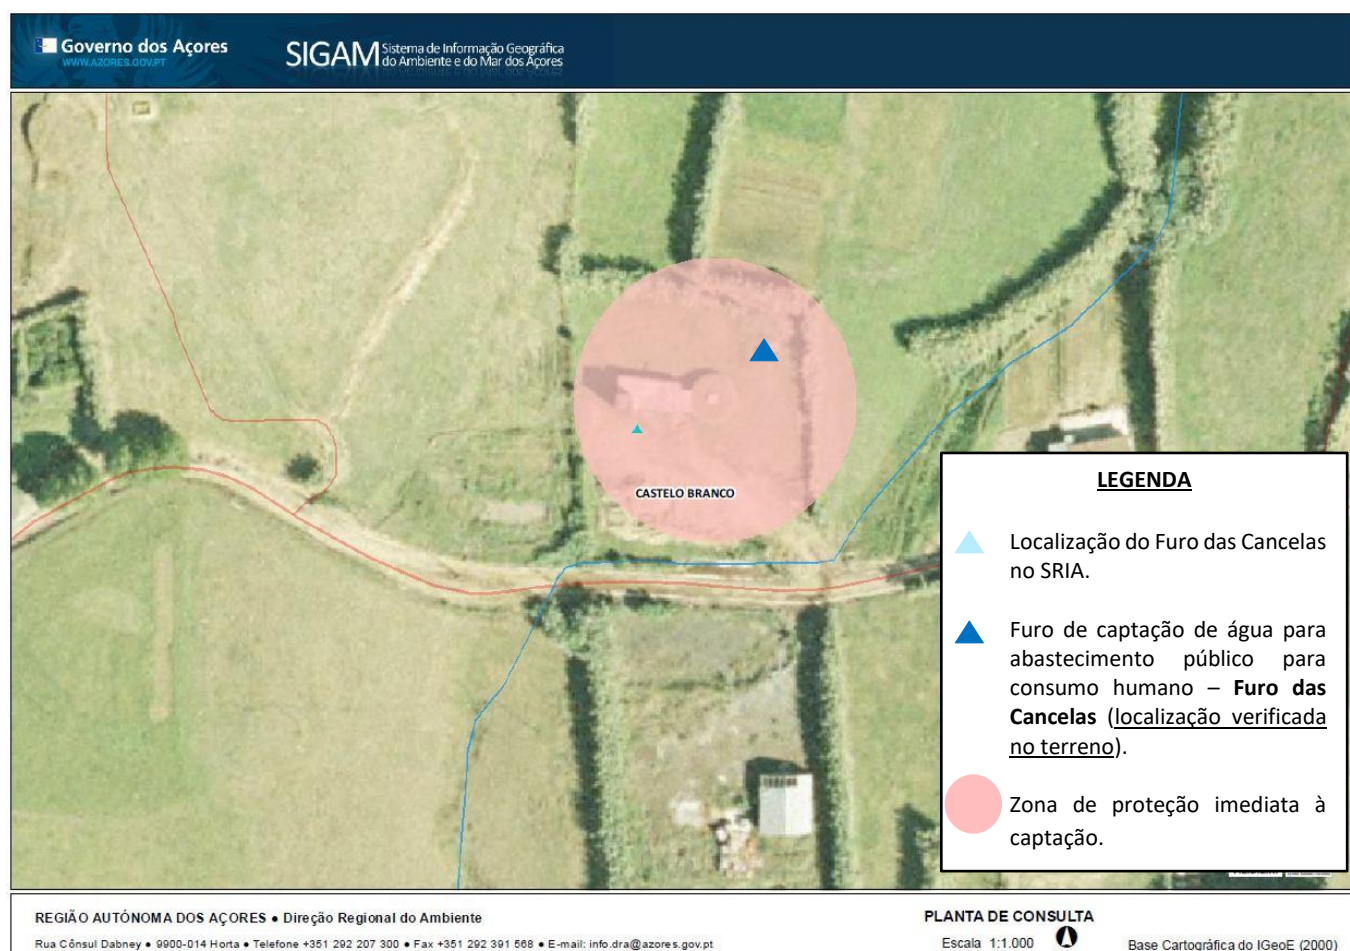 Governo dos Açores
WWW.AZORES.GOV.PT
SIGAM Sistema de Informação Geográfica
do Ambiente e do Mar dos Açores
CASTELO BRANCO
LEGENDA
Localização do Furo das Cancelas
no SRIA.
Furo de captação de água para
abastecimento público para
consumo humano – Furo das
Cancelas (localização verificada
no terreno).
Zona de proteção imediata à
captação.
REGIÃO AUTÓNOMA DOS AÇORES ● Direção Regional do Ambiente
Rua Cônsul Dabney ● 9900-014 Horta ● Telefone +351 292 207 300 ● Fax +351 292 391 568 ● E-mail: info.dra@azores.gov.pt
PLANTA DE CONSULTA
Escala 1:1.000
Base Cartográfica do IGeoE (2000)